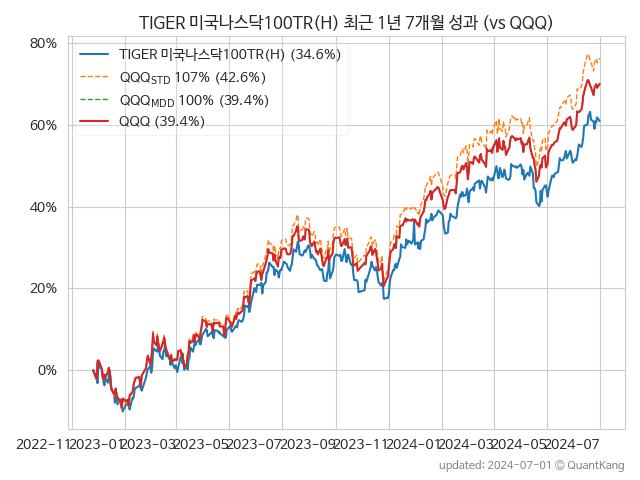 TIGER 미국나스닥100TR(H) 최근 1년 7개월 성과 (vs QQQ)
80%
60%
40%
20%
0%
TIGER 미국나스닥100TR(H) (34.6%)
QQQSTD 107% (42.6%)
QQQMDD 100% (39.4%)
QQQ (39.4%)
2022-11 2023-01 2023-03 2023-05 2023-07 2023-09 2023-11 2024-01 2024-03 2024-05 2024-07
updated: 2024-07-01 © QuantKang